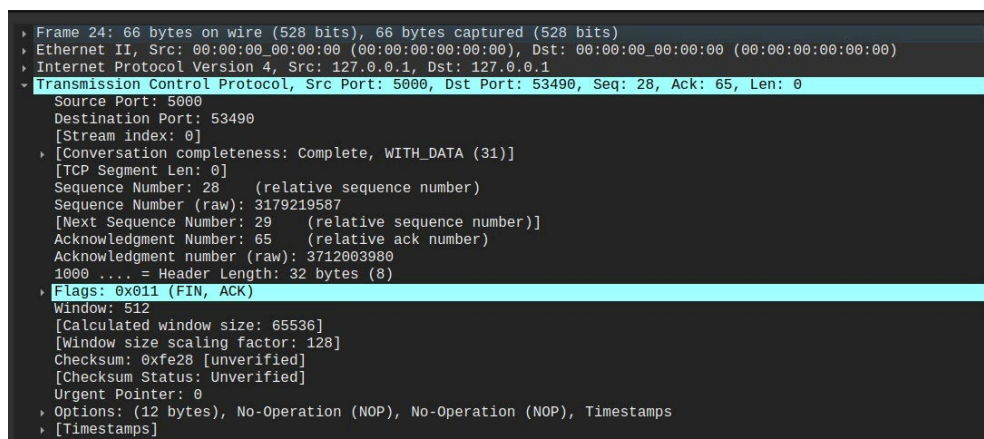 Frame 24: 66 bytes on wire (528 bits), 66 bytes captured (528 bits)
Ethernet II, Src: 00:00:00_00:00:00 (00:00:00:00:00:00), Dst: 00:00:00_00:00:00 (00:00:00:00:00:00)
Internet Protocol Version 4, Src: 127.0.0.1, Dst: 127.0.0.1
Transmission Control Protocol, Src Port: 5000, Dst Port: 53490, Seq: 28, Ack: 65, Len: 0
Source Port: 5000
Destination Port: 53490
[Stream index: 0]
[Conversation completeness: Complete, WITH_DATA (31)]
[TCP Segment Len: 0]
Sequence Number: 28 (relative sequence number)
Sequence Number (raw): 3179219587
[Next Sequence Number: 29 (relative sequence number)]
Acknowledgment Number: 65 (relative ack number)
Acknowledgment number (raw): 3712003980
1000 .... = Header Length: 32 bytes (8)
Flags: 0x011 (FIN, ACK)
Window: 512
[Calculated window size: 65536]
[Window size scaling factor: 128]
Checksum: 0xfe28 [unverified]
[Checksum Status: Unverified]
Urgent Pointer: 0
Options: (12 bytes), No-Operation (NOP), No-Operation (NOP), Timestamps
[Timestamps]